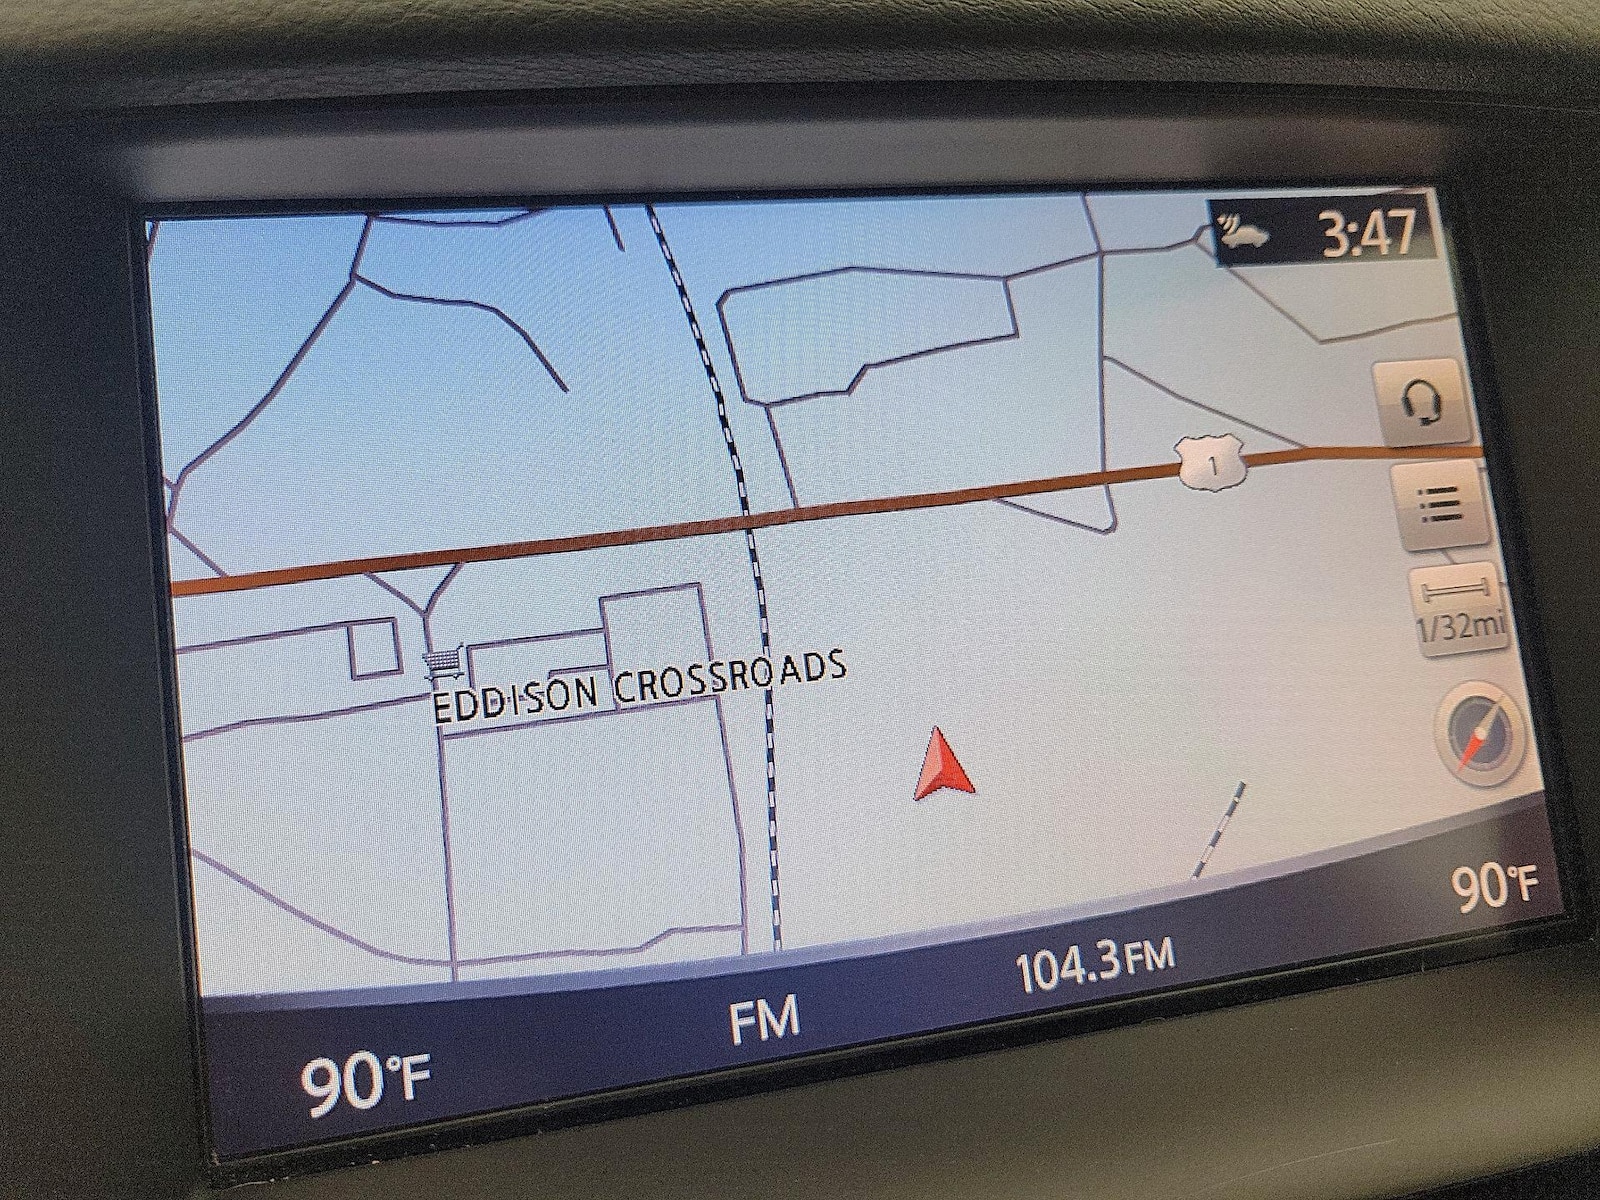 3:47
1
1/32mi
EDDISON CROSSROADS
90°F
FM
104.3FM
90°F